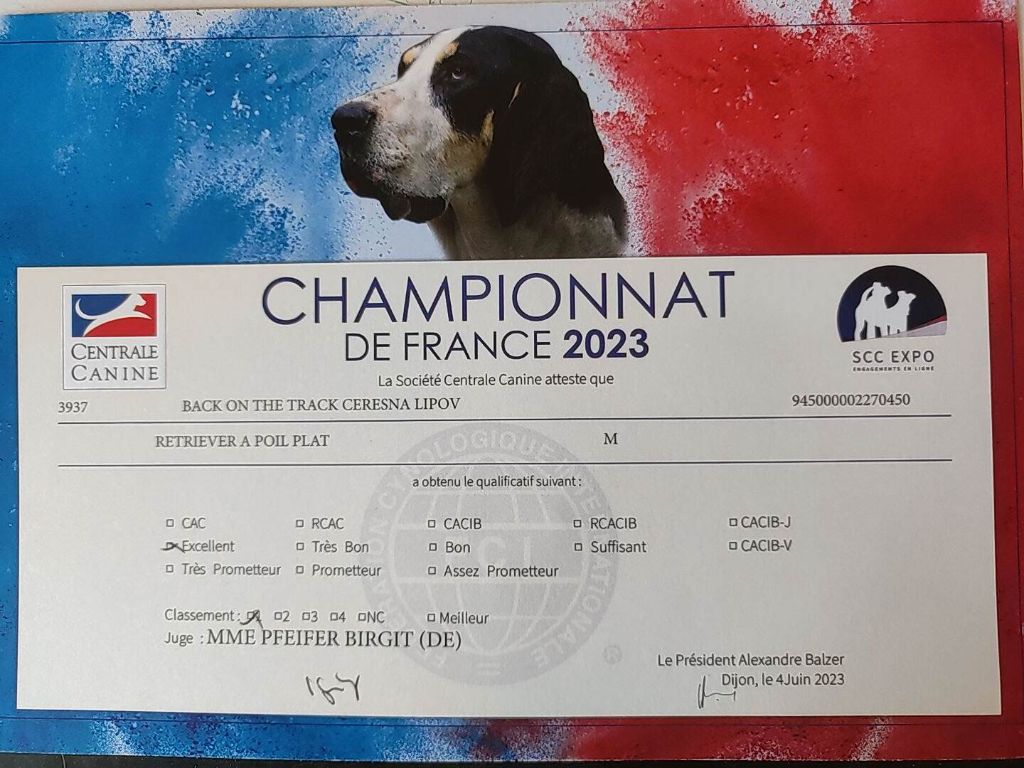 CHAMPIONNAT
DE FRANCE 2023
CENTRALE
CANINE
SCC EXPO
ENGAGEMENTS EN LIGNE
La Société Centrale Canine atteste que
3937 BACK ON THE TRACK CERESNA LIPOV 945000002270450
RETRIEVER A POIL PLAT M
a obtenu le qualificatif suivant :
CAC RCAC CACIB RCACIB CACIB-J
Excellent Très Bon Bon Suffisant CACIB-V
Très Prometteur Prometteur Assez Prometteur
Classement : 1 2 3 4 NC Meilleur
Juge : MME PFEIFER BIRGIT (DE)
Le Président Alexandre Balzer
Dijon, le 4Juin 2023
FCI